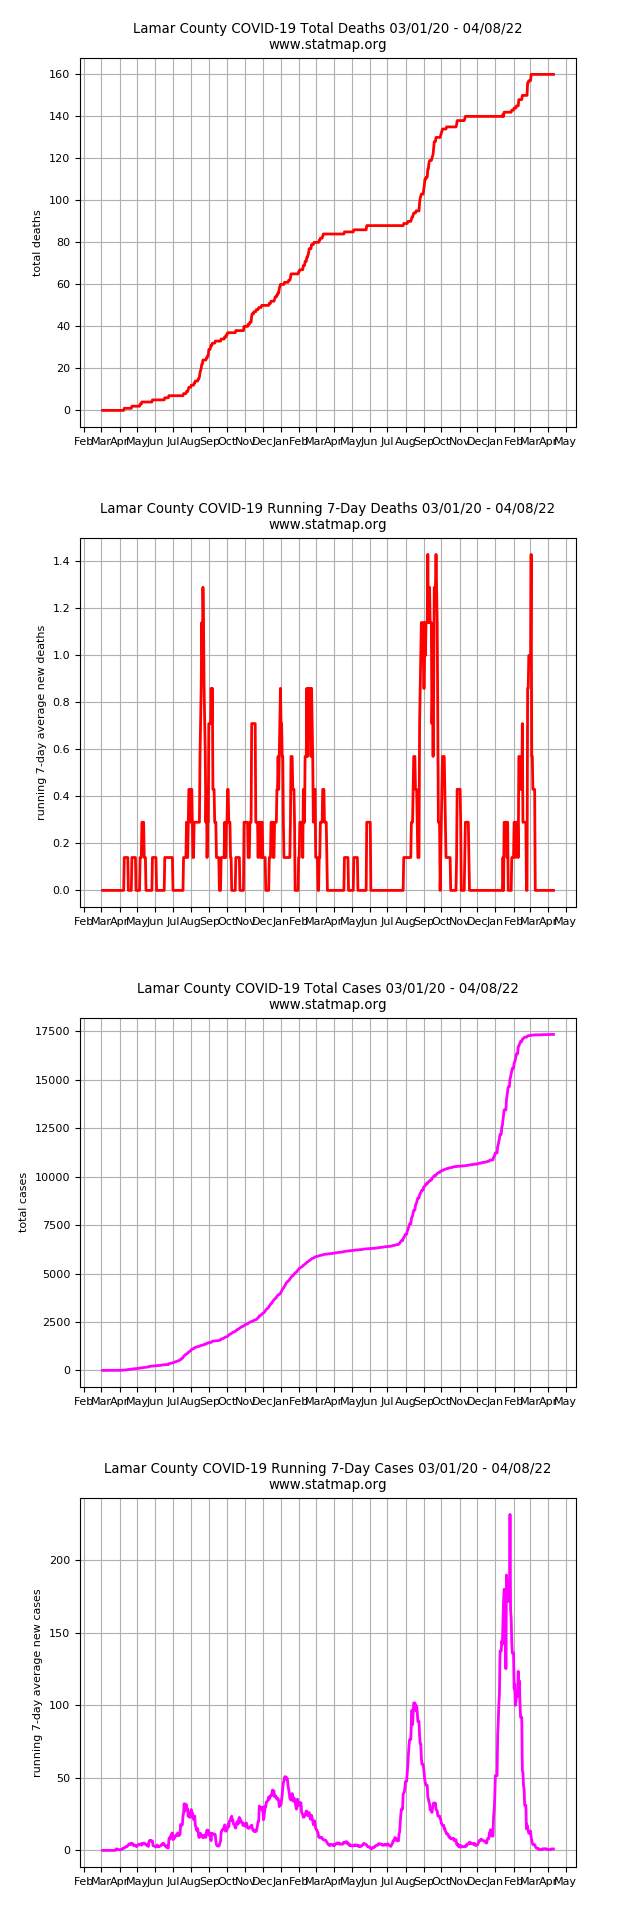 Lamar County COVID-19 Total Deaths 03/01/20 - 04/08/22
www.statmap.org
160
140
120
100
80
60
40
20
0
total deaths
Feb Mar Apr May Jun Jul Aug Sep Oct Nov Dec Jan Feb Mar Apr May Jun Jul Aug Sep Oct Nov Dec Jan Feb Mar Apr May
Lamar County COVID-19 Running 7-Day Deaths 03/01/20 - 04/08/22
www.statmap.org
1.4
1.2
1.0
0.8
0.6
0.4
0.2
0.0
running 7-day average new deaths
Feb Mar Apr May Jun Jul Aug Sep Oct Nov Dec Jan Feb Mar Apr May Jun Jul Aug Sep Oct Nov Dec Jan Feb Mar Apr May
Lamar County COVID-19 Total Cases 03/01/20 - 04/08/22
www.statmap.org
17500
15000
12500
10000
7500
5000
2500
0
total cases
Feb Mar Apr May Jun Jul Aug Sep Oct Nov Dec Jan Feb Mar Apr May Jun Jul Aug Sep Oct Nov Dec Jan Feb Mar Apr May
Lamar County COVID-19 Running 7-Day Cases 03/01/20 - 04/08/22
www.statmap.org
200
150
100
50
0
running 7-day average new cases
Feb Mar Apr May Jun Jul Aug Sep Oct Nov Dec Jan Feb Mar Apr May Jun Jul Aug Sep Oct Nov Dec Jan Feb Mar Apr May